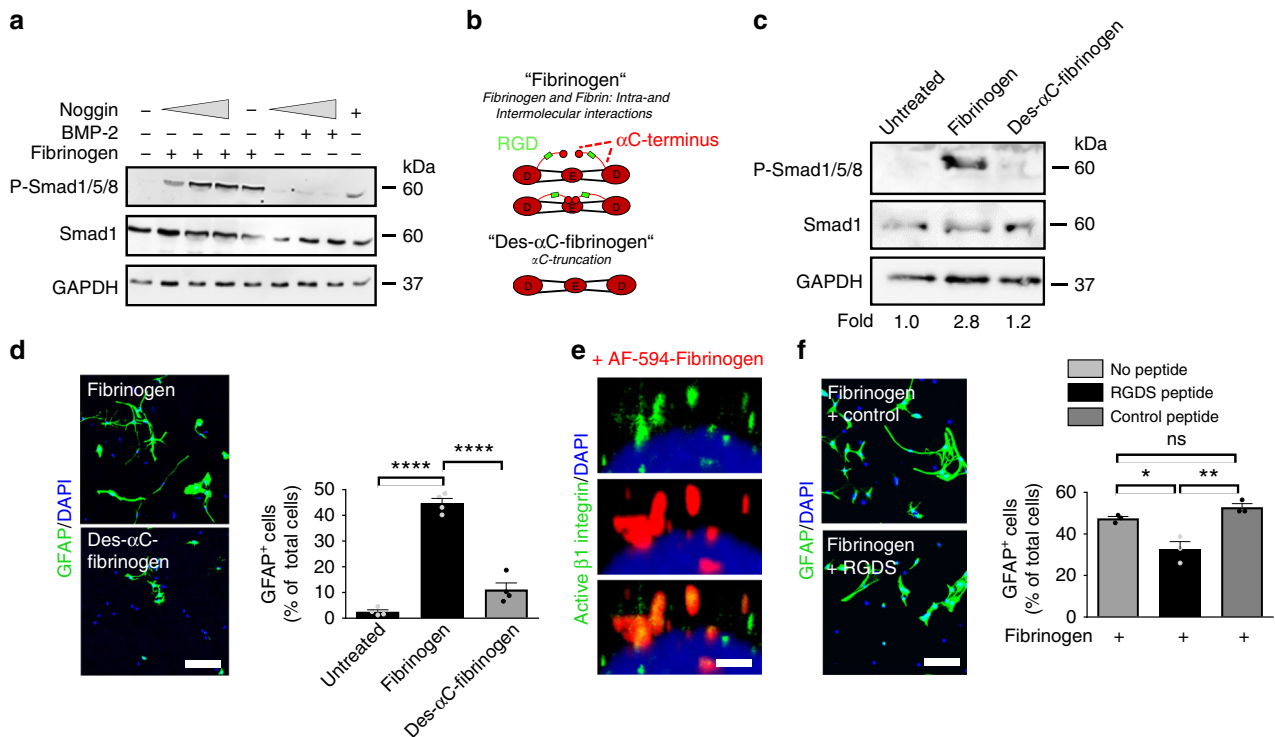 a
Noggin – – +
BMP-2 – – – – – + + + –
Fibrinogen – + + + + – – – –
kDa
P-Smad1/5/8 60
Smad1 60
GAPDH 37
b
"Fibrinogen"
Fibrinogen and Fibrin: Intra-and
Intermolecular interactions
RGD
αC-terminus
D E D
D E D
"Des-αC-fibrinogen"
αC-truncation
D E D
c
Untreated
Fibrinogen
Des-αC-fibrinogen
kDa
P-Smad1/5/8 60
Smad1 60
GAPDH 37
Fold 1.0 2.8 1.2
d
GFAP/DAPI
Fibrinogen
Des-αC-
fibrinogen
GFAP+ cells
(% of total cells)
50
40
30
20
10
0
****
****
Untreated
Fibrinogen
Des-αC-fibrinogen
e
+ AF-594-Fibrinogen
Active β1 integrin/DAPI
f
GFAP/DAPI
Fibrinogen
+ control
Fibrinogen
+ RGDS
No peptide
RGDS peptide
Control peptide
ns
*
**
GFAP+ cells
(% of total cells)
60
40
20
0
Fibrinogen + + +